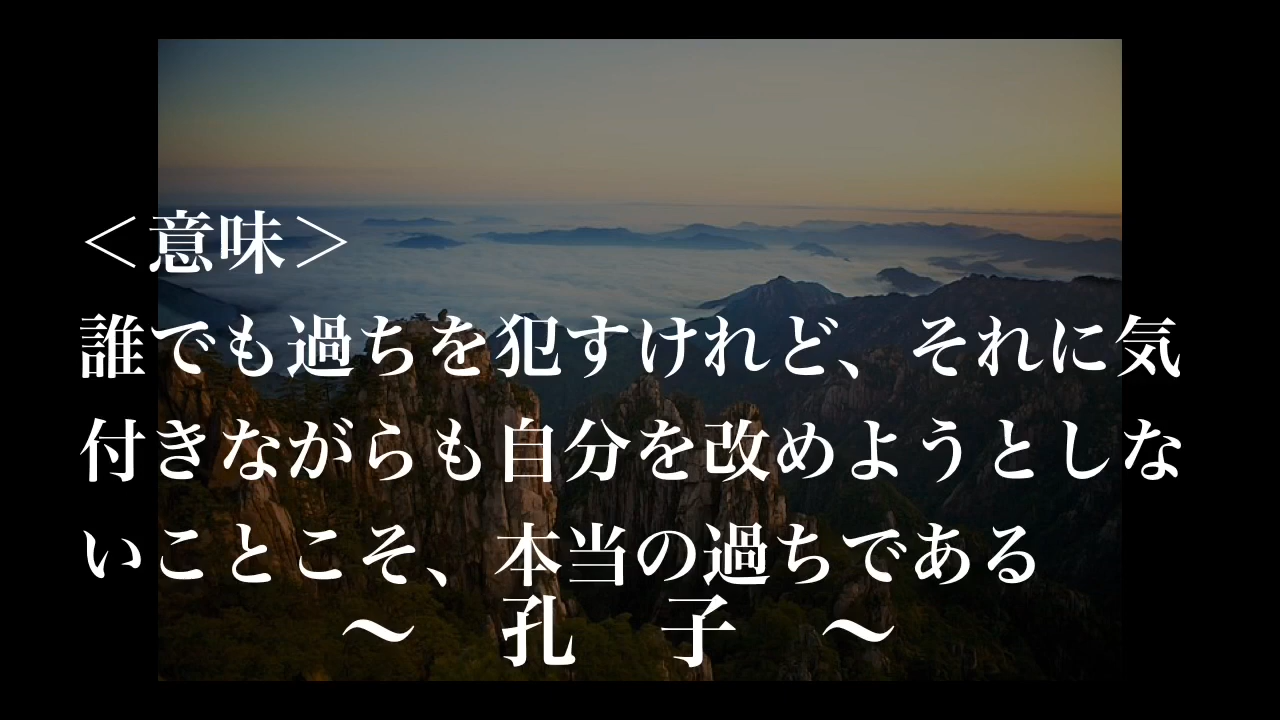 ＜意味＞
誰でも過ちを犯すけれど、それに気
付きながらも自分を改めようとしな
いことこそ、本当の過ちである
～ 孔 子 ～